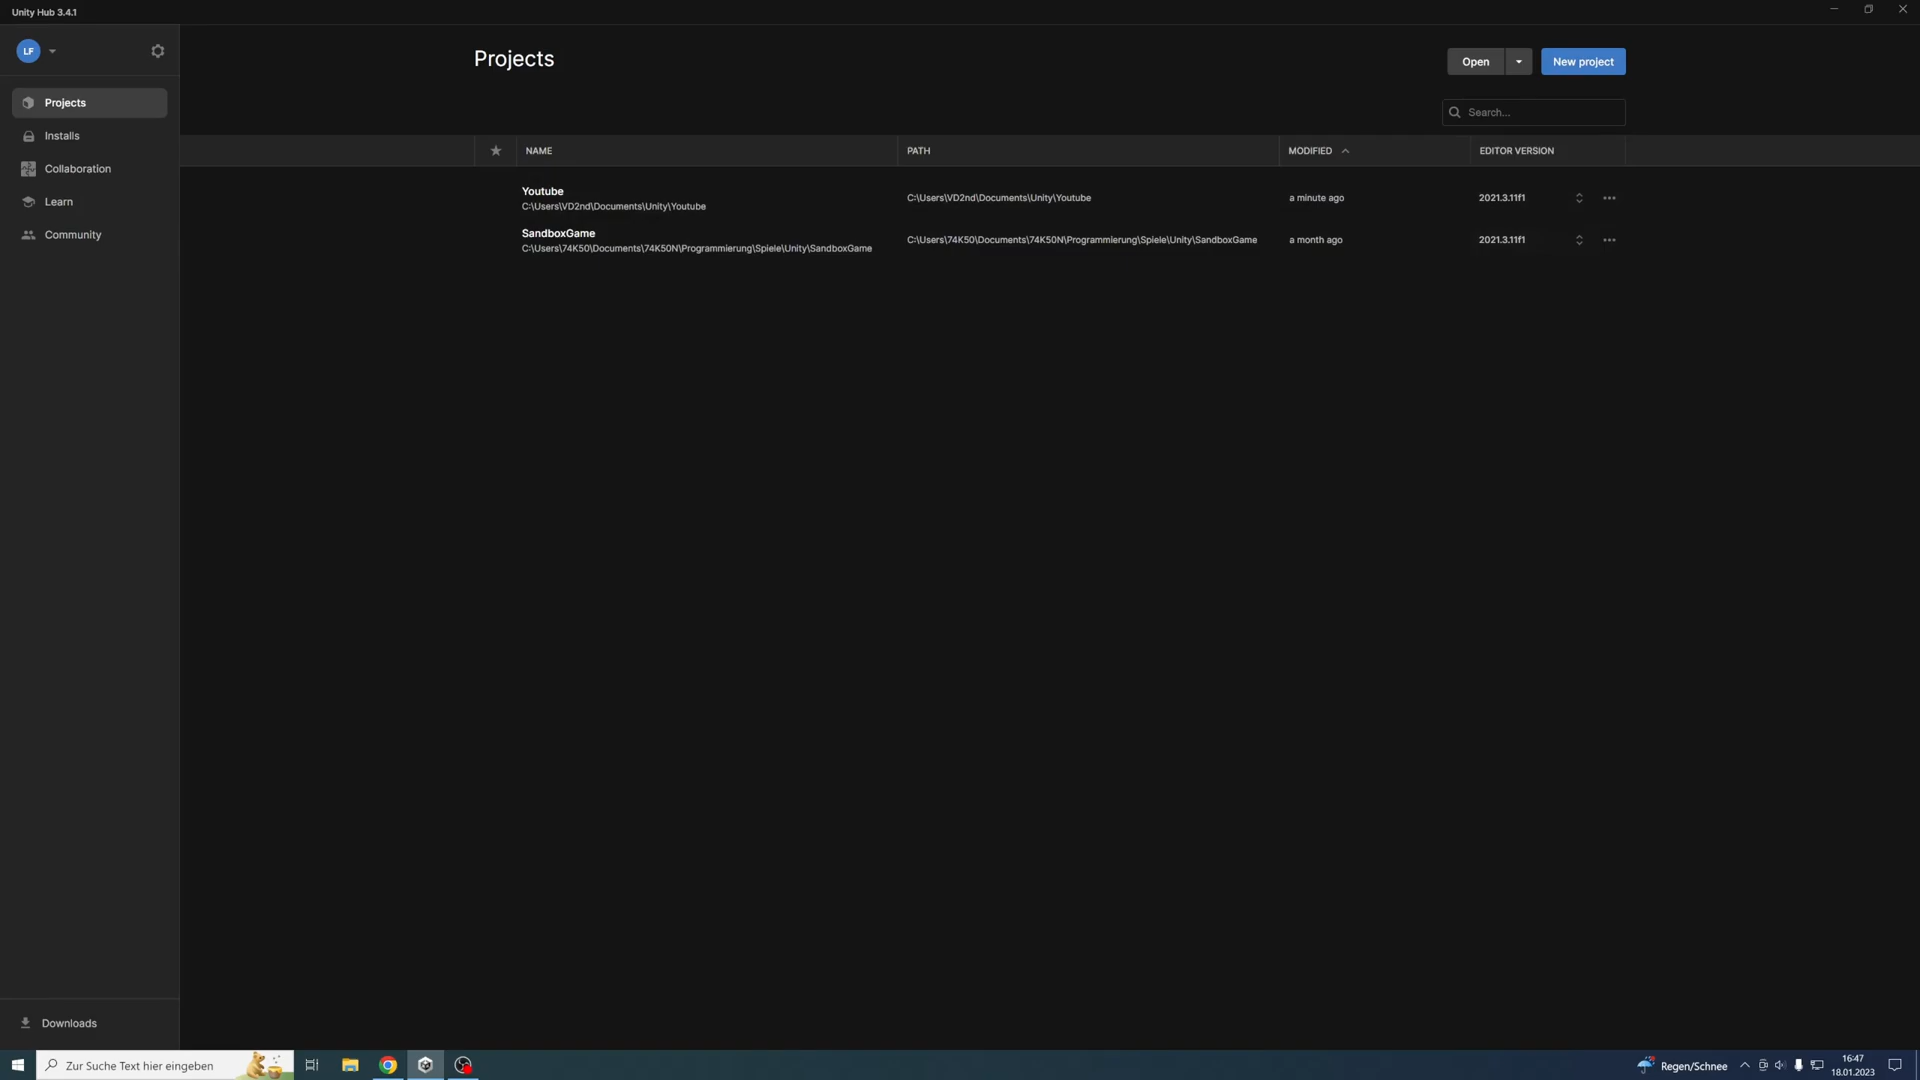 Unity Hub 3.4.1
LF
Projects
Installs
Collaboration
Learn
Community
Downloads
Projects
Open
New project
Search...
NAME
PATH
MODIFIED
EDITOR VERSION
Youtube
C:\Users\VD2nd\Documents\Unity\Youtube
C:\Users\VD2nd\Documents\Unity\Youtube
a minute ago
2021.3.11f1
SandboxGame
C:\Users\74K50\Documents\74K50N\Programmierung\Spiele\Unity\SandboxGame
C:\Users\74K50\Documents\74K50N\Programmierung\Spiele\Unity\SandboxGame
a month ago
2021.3.11f1
Zur Suche Text hier eingeben
Regen/Schnee
16:47
18.01.2023